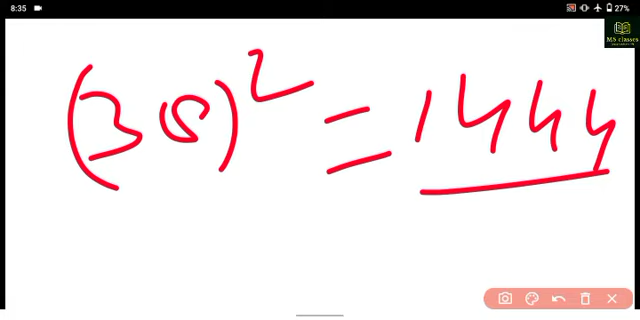 8:35 27%
MS classes
(38)² = 1444